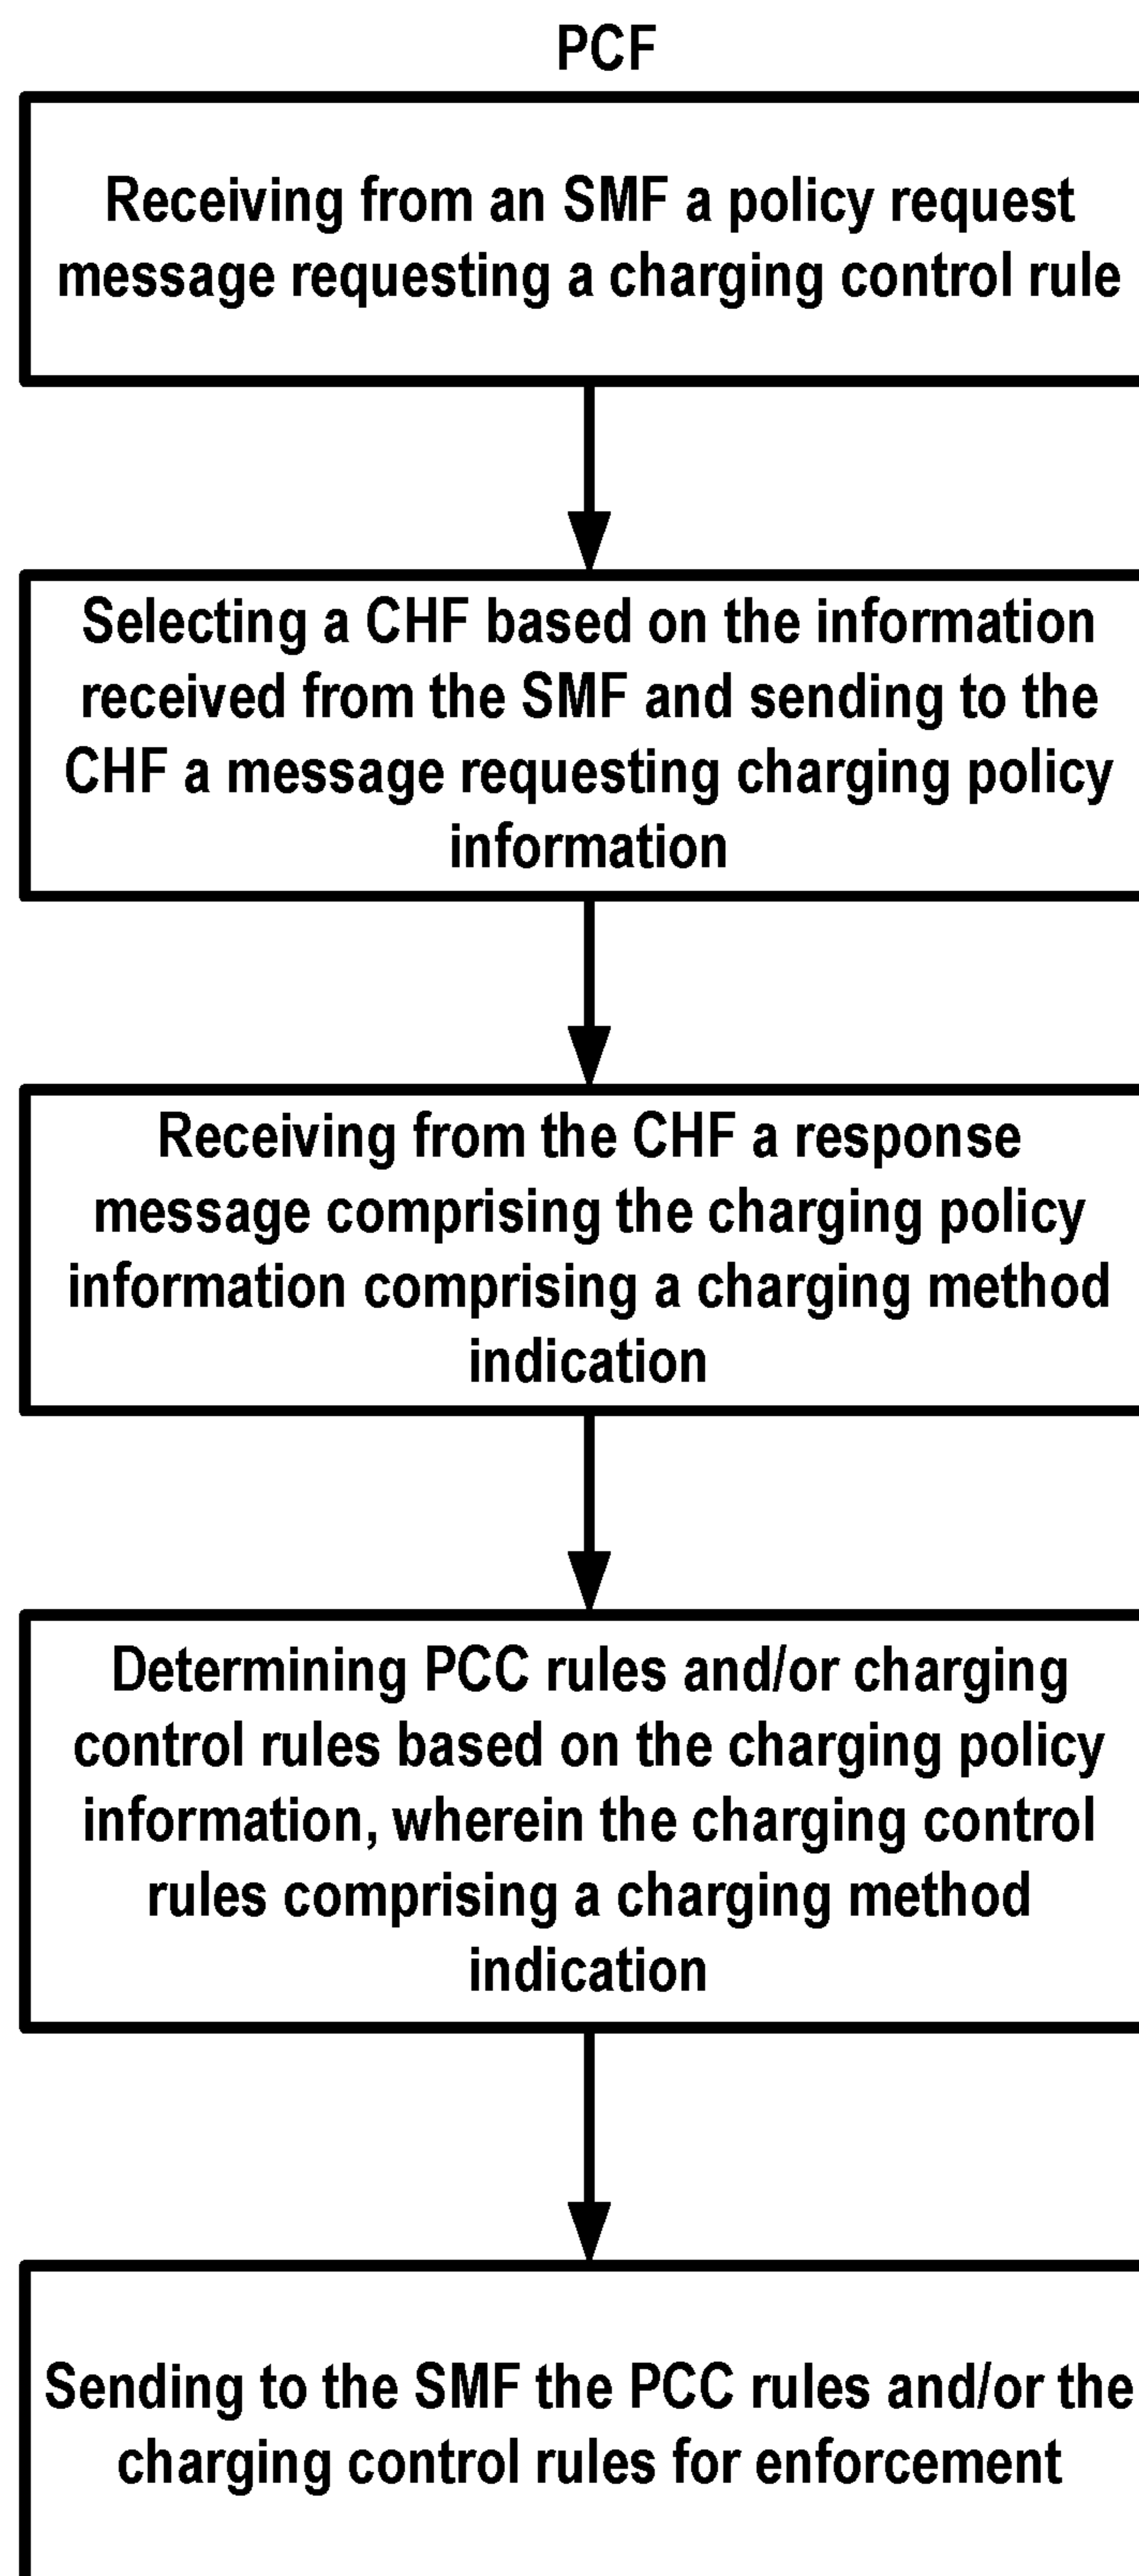 PCF
Receiving from an SMF a policy request
message requesting a charging control rule
Selecting a CHF based on the information
received from the SMF and sending to the
CHF a message requesting charging policy
information
Receiving from the CHF a response
message comprising the charging policy
information comprising a charging method
indication
Determining PCC rules and/or charging
control rules based on the charging policy
information, wherein the charging control
rules comprising a charging method
indication
Sending to the SMF the PCC rules and/or the
charging control rules for enforcement